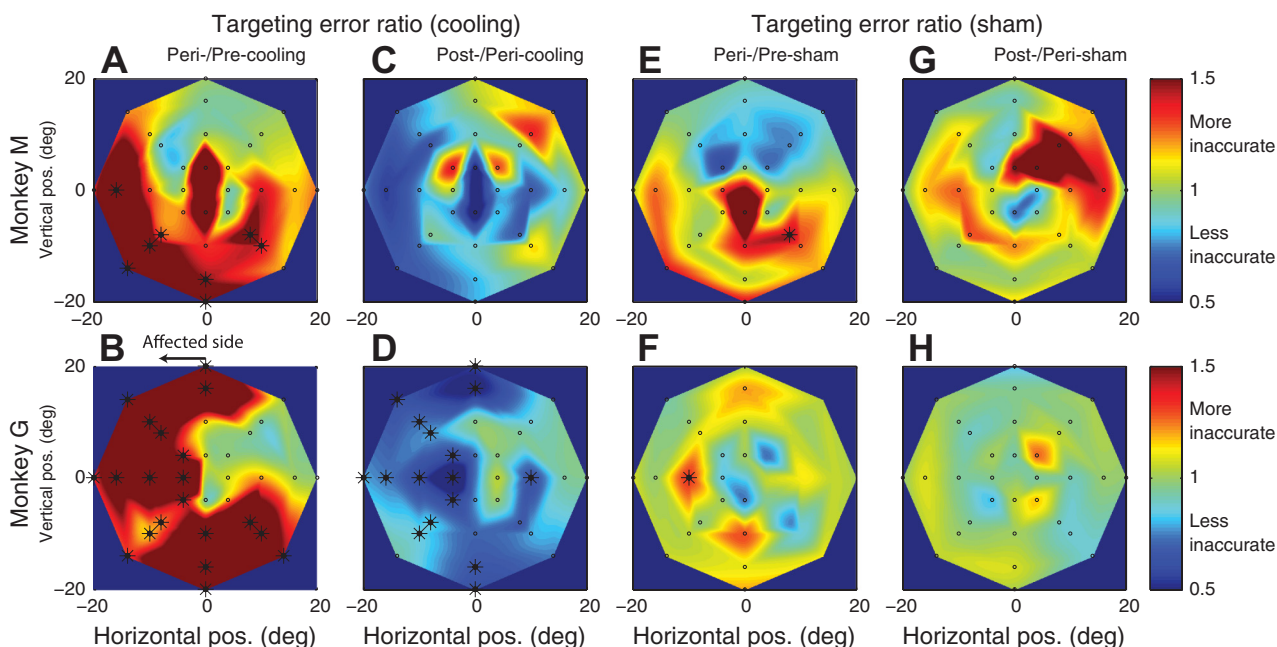 Targeting error ratio (cooling)
Targeting error ratio (sham)
A Peri-/Pre-cooling
C Post-/Peri-cooling
E Peri-/Pre-sham
G Post-/Peri-sham
Monkey M
Vertical pos. (deg)
20
0
−20
−20 0 20
−20 0 20
−20 0 20
−20 0 20
1.5
More
inaccurate
1
Less
inaccurate
0.5
B Affected side
D
F
H
Monkey G
Vertical pos. (deg)
20
0
−20
−20 0 20
−20 0 20
−20 0 20
−20 0 20
1.5
More
inaccurate
1
Less
inaccurate
0.5
Horizontal pos. (deg)
Horizontal pos. (deg)
Horizontal pos. (deg)
Horizontal pos. (deg)